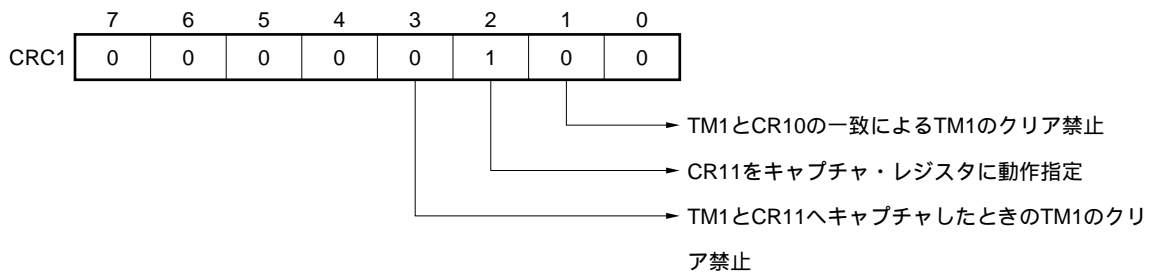 7 6 5 4 3 2 1 0
CRC1 0 0 0 0 0 1 0 0
TM1とCR10の一致によるTM1のクリア禁止
CR11をキャプチャ・レジスタに動作指定
TM1とCR11へキャプチャしたときのTM1のクリ
ア禁止